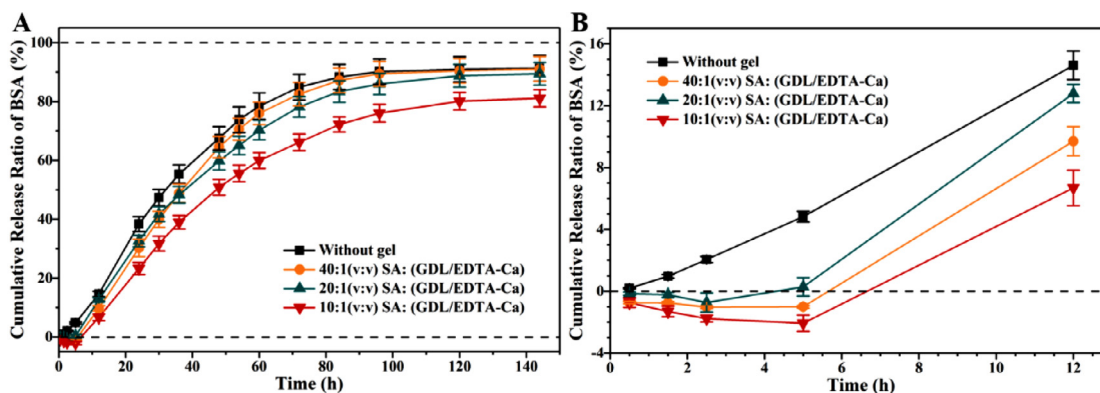 A
Cumulative Release Ratio of BSA (%)
100
80
60
40
20
0
Without gel
40:1(v:v) SA: (GDL/EDTA-Ca)
20:1(v:v) SA: (GDL/EDTA-Ca)
10:1(v:v) SA: (GDL/EDTA-Ca)
0 20 40 60 80 100 120 140
Time (h)
B
Cumulative Release Ratio of BSA (%)
16
12
8
4
0
-4
Without gel
40:1(v:v) SA: (GDL/EDTA-Ca)
20:1(v:v) SA: (GDL/EDTA-Ca)
10:1(v:v) SA: (GDL/EDTA-Ca)
0 2 4 6 8 10 12
Time (h)